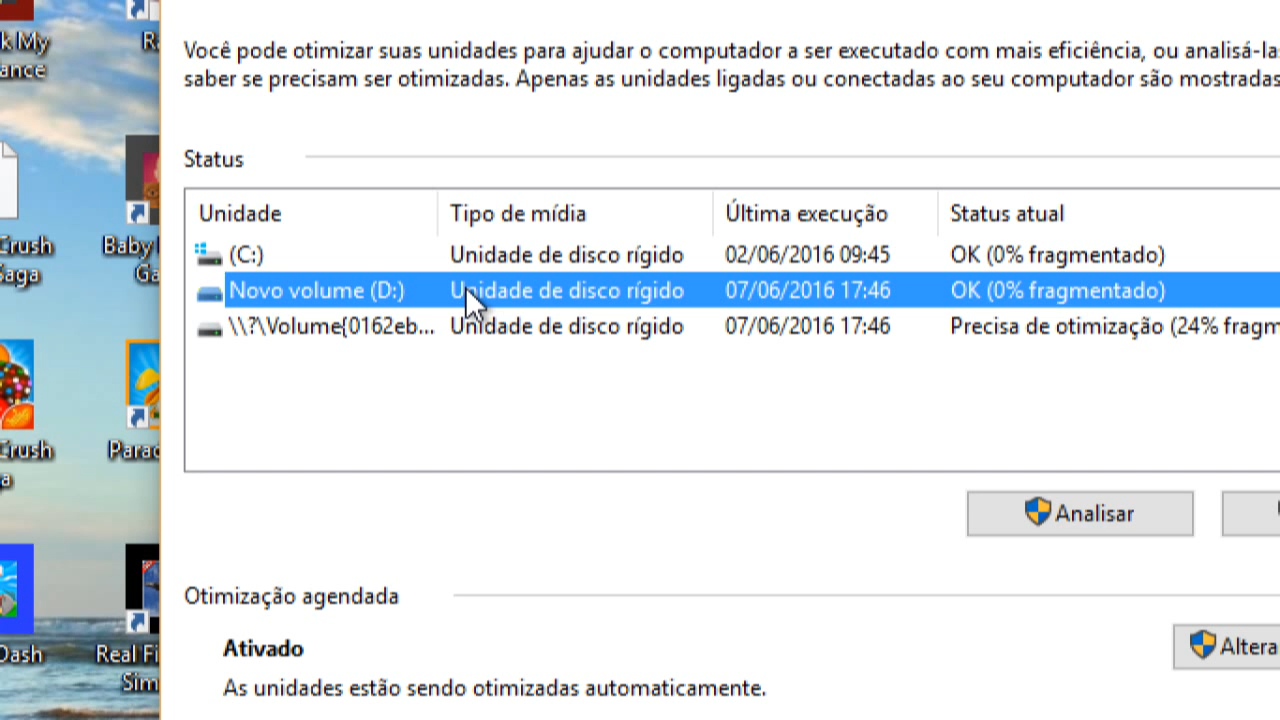 k My
ance
Você pode otimizar suas unidades para ajudar o computador a ser executado com mais eficiência, ou
saber se precisam ser otimizadas. Apenas as unidades ligadas ou conectadas ao seu computador são mostradas
Status
Unidade Tipo de mídia Última execução Status atual
(C:) Unidade de disco rígido 02/06/2016 09:45 OK (0% fragmentado)
Novo volume (D:) Unidade de disco rígido 07/06/2016 17:46 OK (0% fragmentado)
\\?\Volume{0162eb... Unidade de disco rígido 07/06/2016 17:46 Precisa de otimização (24% fragm
Crush
Saga
Baby
Ga
Crush
a
Parad
Analisar
Otimização agendada
Ativado
Altera
As unidades estão sendo otimizadas automaticamente.
Dash
Real Fi
Sim